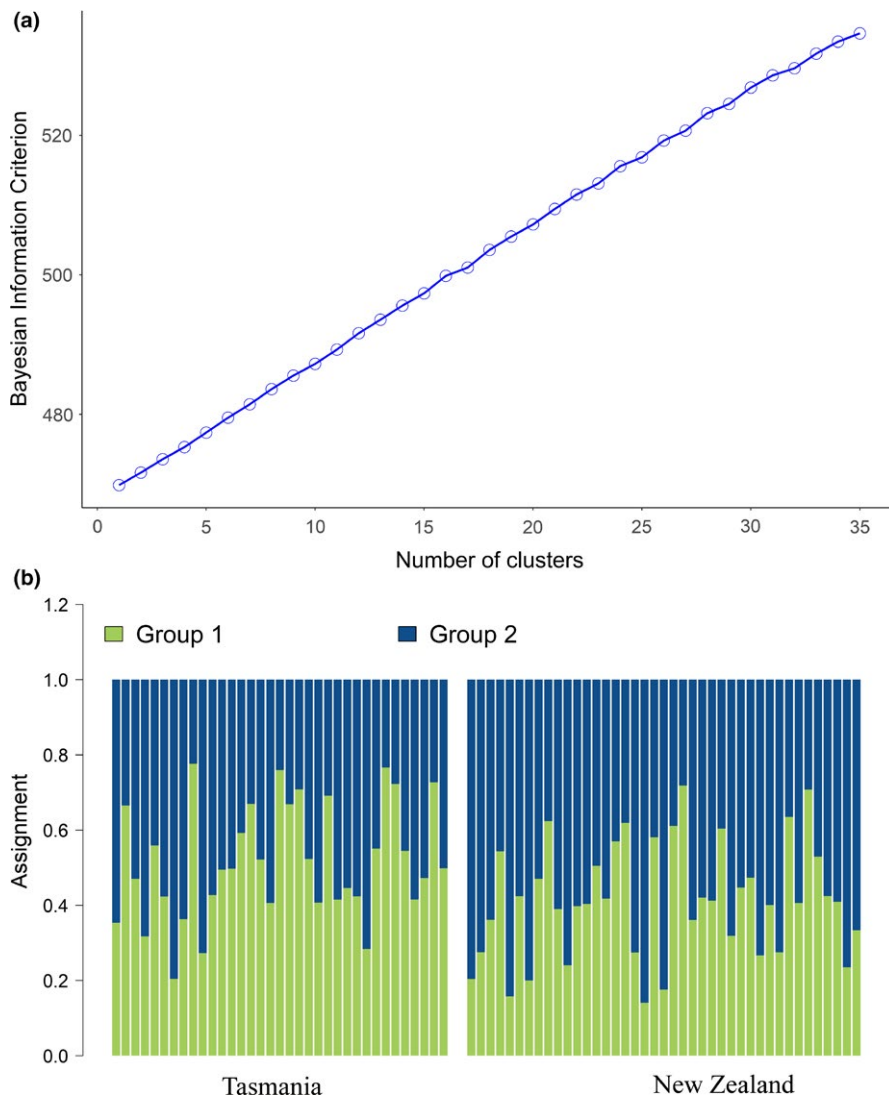 (a)
Bayesian Information Criterion
520
500
480
0 5 10 15 20 25 30 35
Number of clusters
(b)
Assignment
1.2
1.0
0.8
0.6
0.4
0.2
0.0
Group 1 Group 2
Tasmania New Zealand